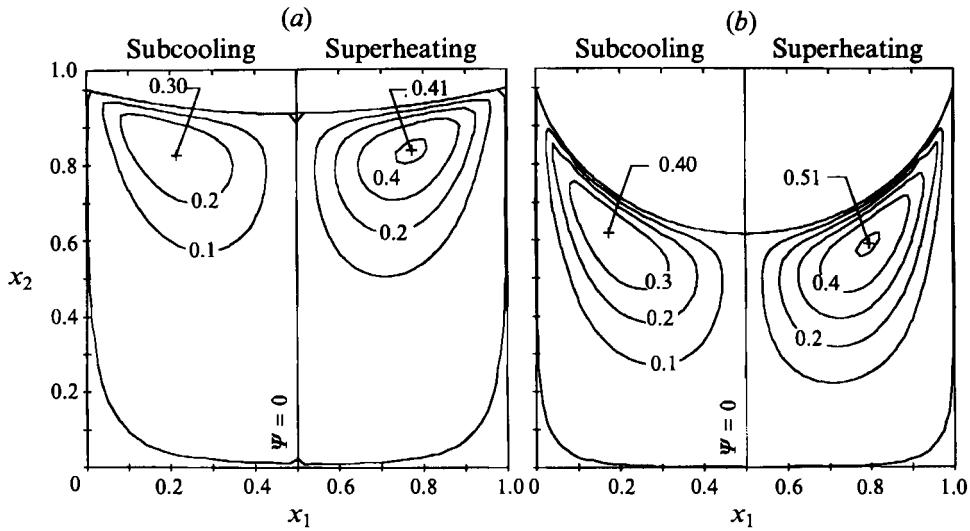 (a) (b)
Subcooling Superheating Subcooling Superheating
1.0
0.30 0.41
0.8
0.40 0.51
0.2 0.4
0.6
0.1 0.2
x₂
0.3 0.4
0.4
0.2 0.2
0.1
0.2
Ψ = 0 Ψ = 0
0 0.2 0.4 0.6 0.8 1.0 0 0.2 0.4 0.6 0.8 1.0
x₁ x₁